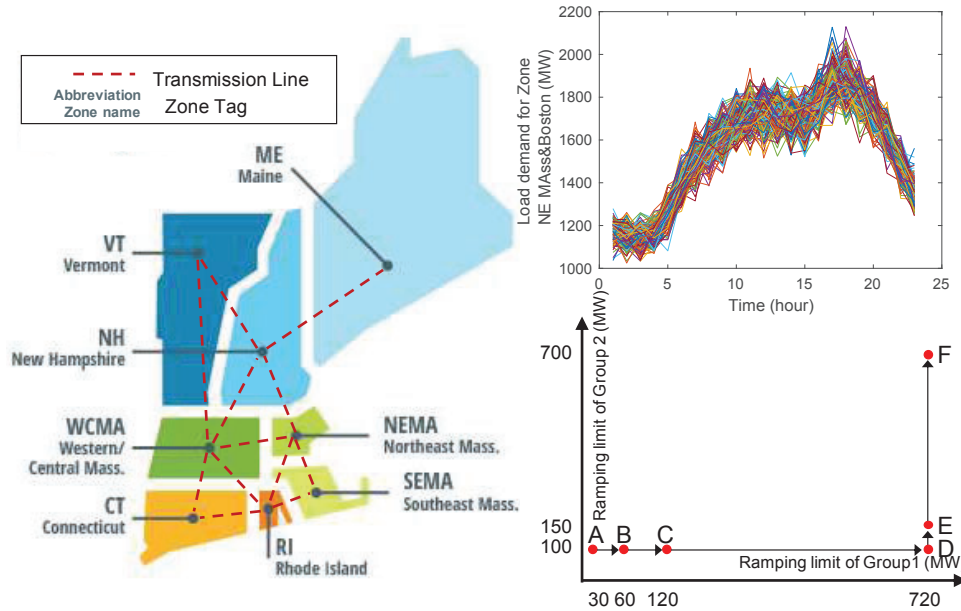 Transmission Line
Abbreviation
Zone name
Zone Tag
ME
Maine
VT
Vermont
NH
New Hampshire
WCMA
Western/
Central Mass.
NEMA
Northeast Mass.
SEMA
Southeast Mass.
CT
Connecticut
RI
Rhode Island
Load demand for Zone
NE MAss&Boston (MW)
2200
2000
1800
1600
1400
1200
1000
0
5
10
15
20
25
Time (hour)
Ramping limit of Group 2 (MW)
700
150
100
A
B
C
D
E
F
Ramping limit of Group1 (MW
30
60
120
720